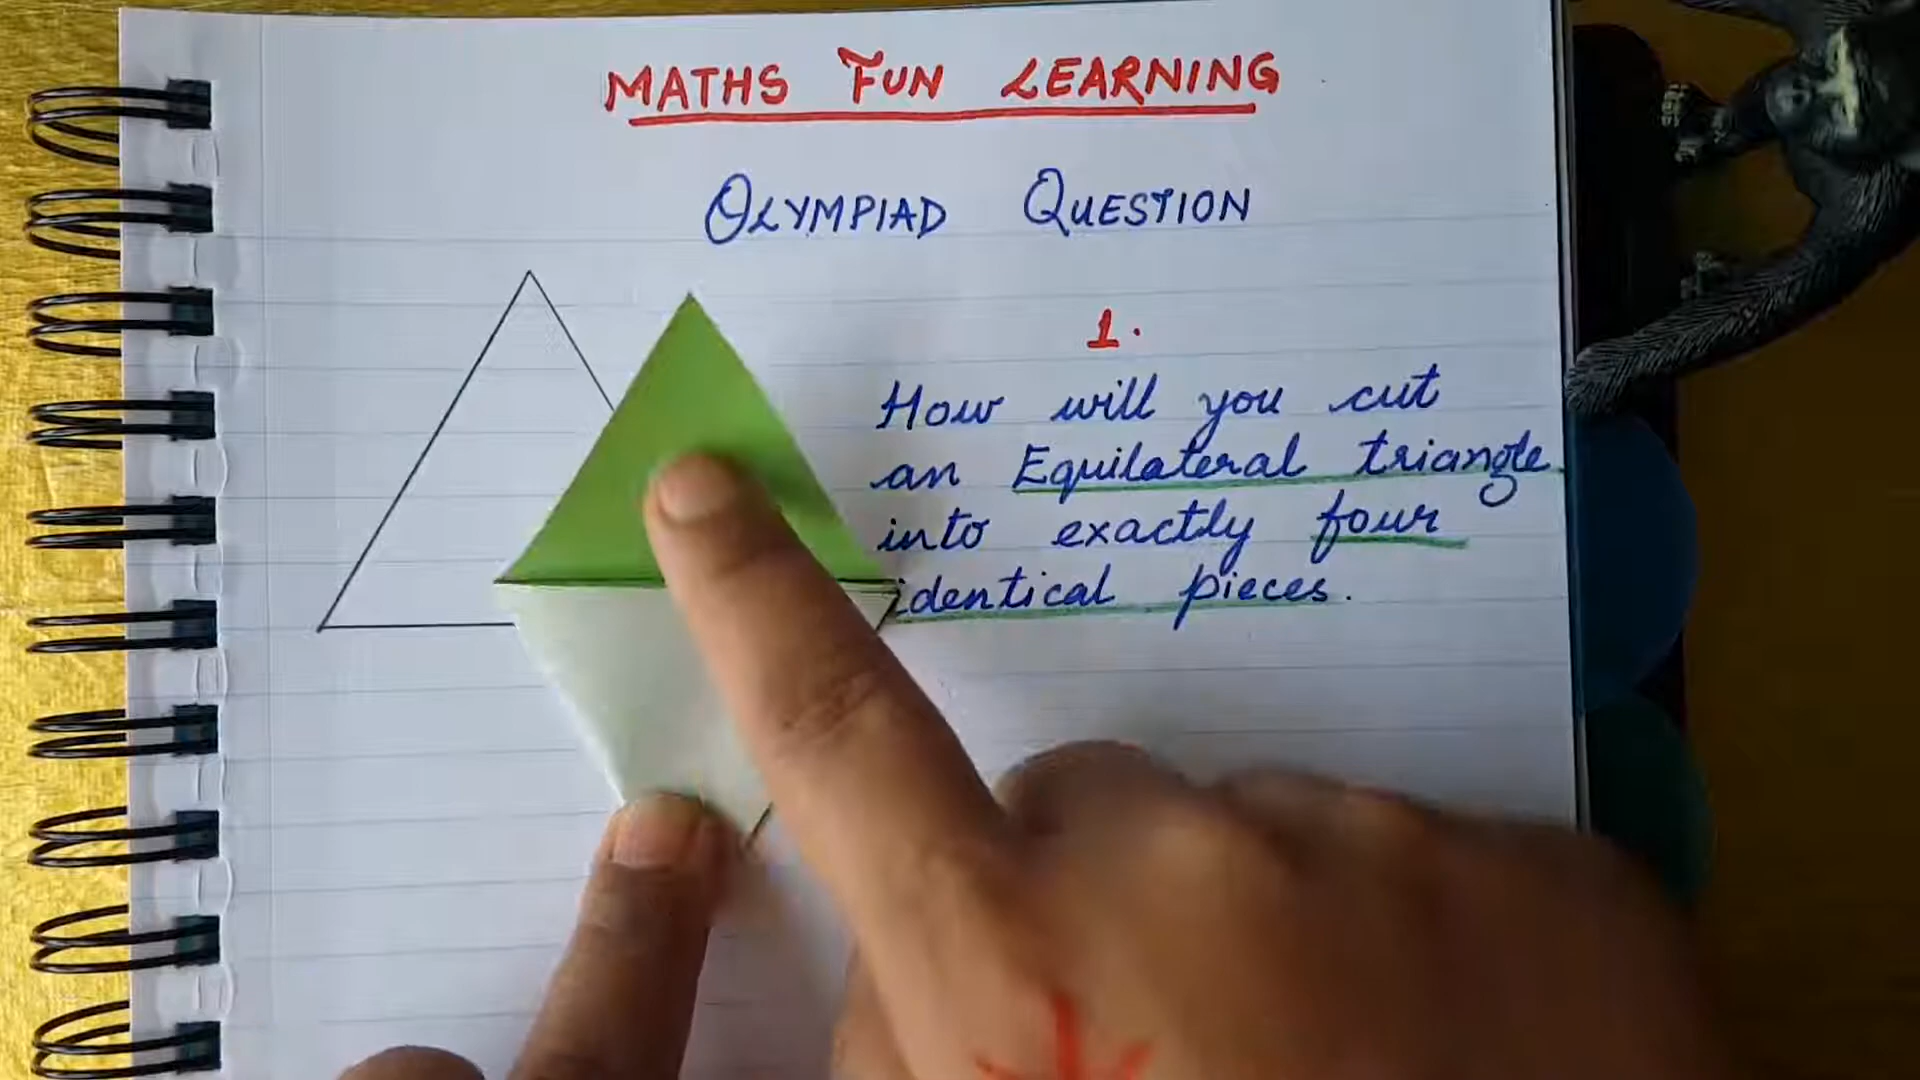 MATHS FUN LEARNING
OLYMPIAD QUESTION
1.
How will you cut
an Equilateral triangle
into exactly four
identical pieces.